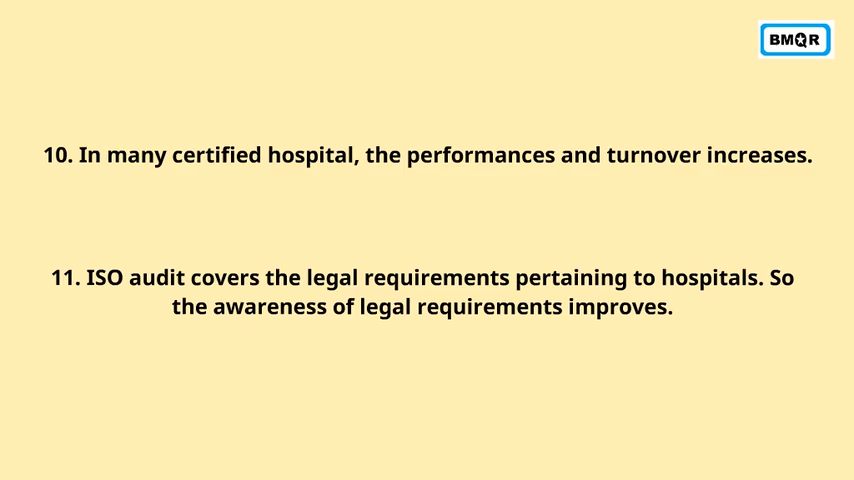 BMQR
10. In many certified hospital, the performances and turnover increases.
11. ISO audit covers the legal requirements pertaining to hospitals. So
the awareness of legal requirements improves.